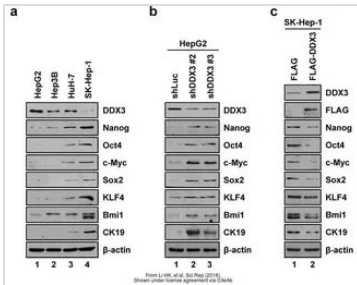 a
HepG2
Hep3B
HuH-7
SK-Hep-1
DDX3
Nanog
Oct4
c-Myc
Sox2
KLF4
Bmi1
CK19
β-actin
1 2 3 4
b
HepG2
shLuc
shDDX3 #2
shDDX3 #3
DDX3
Nanog
Oct4
c-Myc
Sox2
KLF4
Bmi1
CK19
β-actin
1 2 3
c
SK-Hep-1
FLAG
FLAG-DDX3
DDX3
FLAG
Nanog
Oct4
c-Myc
Sox2
KLF4
Bmi1
CK19
β-actin
1 2
From Li HK, et al. Sci Rep (2016).
Shown under license agreement via CiteAb